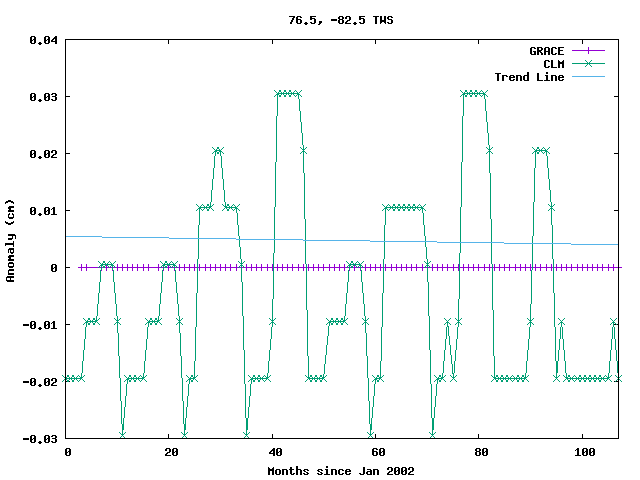 76.5, -82.5 TWS
GRACE
CLM
Trend Line
0.04
0.03
0.02
0.01
0
-0.01
-0.02
-0.03
Anomaly (cm)
0 20 40 60 80 100
Months since Jan 2002